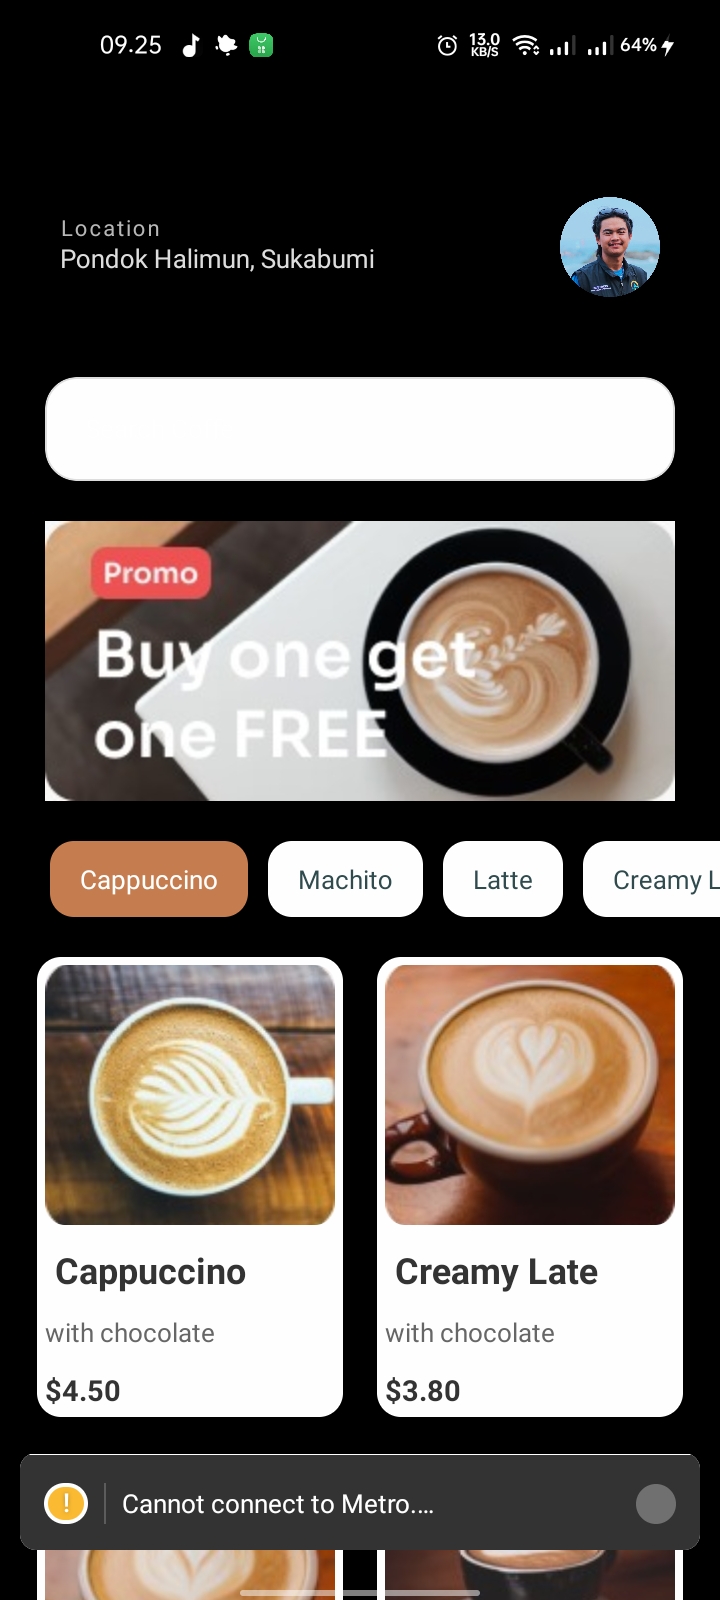 09.25
13.0
KB/S
64%
Location
Pondok Halimun, Sukabumi
Promo
Buy one get
one FREE
Cappuccino
Machito
Latte
Creamy L
Cappuccino
Creamy Late
with chocolate
with chocolate
$4.50
$3.80
! Cannot connect to Metro....